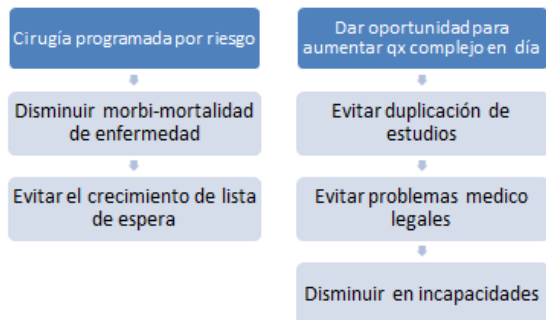 Cirugía programada por riesgo
Disminuir morbi-mortalidad
de enfermedad
Evitar el crecimiento de lista
de espera
Dar oportunidad para
aumentar qx complejo en día
Evitar duplicación de
estudios
Evitar problemas medico
legales
Disminuir en incapacidades